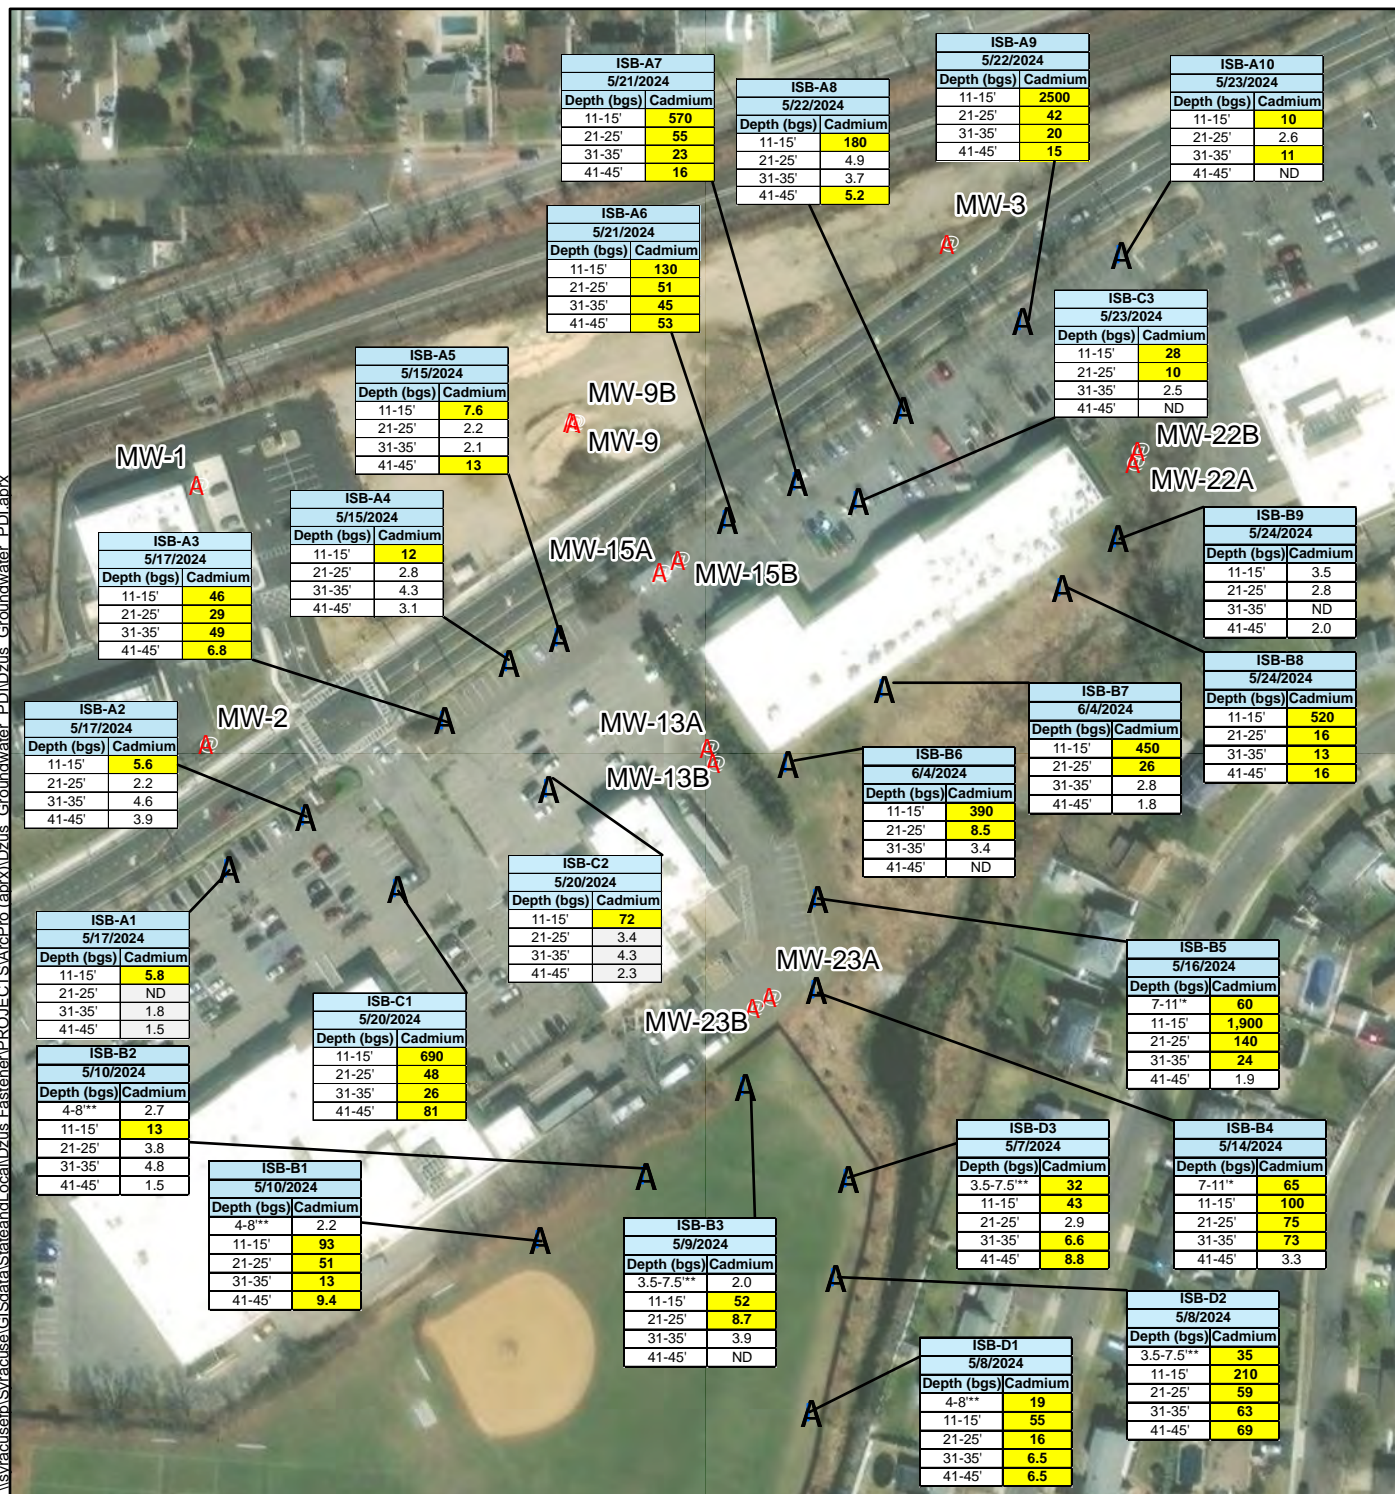 ISB-A7
5/21/2024
Depth (bgs) Cadmium
11-15' 570
21-25' 55
31-35' 23
41-45' 16
ISB-A8
5/22/2024
Depth (bgs) Cadmium
11-15' 180
21-25' 4.9
31-35' 3.7
41-45' 5.2
ISB-A9
5/22/2024
Depth (bgs) Cadmium
11-15' 2500
21-25' 42
31-35' 20
41-45' 15
ISB-A10
5/23/2024
Depth (bgs) Cadmium
11-15' 10
21-25' 2.6
31-35' 11
41-45' ND
ISB-A6
5/21/2024
Depth (bgs) Cadmium
11-15' 130
21-25' 51
31-35' 45
41-45' 53
MW-3
ISB-C3
5/23/2024
Depth (bgs) Cadmium
11-15' 28
21-25' 10
31-35' 2.5
41-45' ND
ISB-A5
5/15/2024
Depth (bgs) Cadmium
11-15' 7.6
21-25' 2.2
31-35' 2.1
41-45' 13
MW-9B
MW-9
MW-1
MW-22B
MW-22A
ISB-A4
5/15/2024
Depth (bgs) Cadmium
11-15' 12
21-25' 2.8
31-35' 4.3
41-45' 3.1
ISB-A3
5/17/2024
Depth (bgs) Cadmium
11-15' 46
21-25' 29
31-35' 49
41-45' 6.8
MW-15A
MW-15B
ISB-B9
5/24/2024
Depth (bgs) Cadmium
11-15' 3.5
21-25' 2.8
31-35' ND
41-45' 2.0
ISB-B8
5/24/2024
Depth (bgs) Cadmium
11-15' 520
21-25' 16
31-35' 13
41-45' 16
ISB-A2
5/17/2024
Depth (bgs) Cadmium
11-15' 5.6
21-25' 2.2
31-35' 4.6
41-45' 3.9
MW-2
MW-13A
MW-13B
ISB-B7
6/4/2024
Depth (bgs) Cadmium
11-15' 450
21-25' 26
31-35' 2.8
41-45' 1.8
ISB-B6
6/4/2024
Depth (bgs) Cadmium
11-15' 390
21-25' 8.5
31-35' 3.4
41-45' ND
ISB-C2
5/20/2024
Depth (bgs) Cadmium
11-15' 72
21-25' 3.4
31-35' 4.3
41-45' 2.3
ISB-A1
5/17/2024
Depth (bgs) Cadmium
11-15' 5.8
21-25' ND
31-35' 1.8
41-45' 1.5
ISB-C1
5/20/2024
Depth (bgs) Cadmium
11-15' 690
21-25' 48
31-35' 26
41-45' 81
MW-23A
MW-23B
ISB-B5
5/16/2024
Depth (bgs) Cadmium
7-11'* 60
11-15' 1,900
21-25' 140
31-35' 24
41-45' 1.9
ISB-B2
5/10/2024
Depth (bgs) Cadmium
4-8'** 2.7
11-15' 13
21-25' 3.8
31-35' 4.8
41-45' 1.5
ISB-B1
5/10/2024
Depth (bgs) Cadmium
4-8'** 2.2
11-15' 93
21-25' 51
31-35' 13
41-45' 9.4
ISB-D3
5/7/2024
Depth (bgs) Cadmium
3.5-7.5'** 32
11-15' 43
21-25' 2.9
31-35' 6.6
41-45' 8.8
ISB-B4
5/14/2024
Depth (bgs) Cadmium
7-11'* 65
11-15' 100
21-25' 75
31-35' 73
41-45' 3.3
ISB-B3
5/9/2024
Depth (bgs) Cadmium
3.5-7.5'** 2.0
11-15' 52
21-25' 8.7
31-35' 3.9
41-45' ND
ISB-D2
5/8/2024
Depth (bgs) Cadmium
3.5-7.5'** 35
11-15' 210
21-25' 59
31-35' 63
41-45' 69
ISB-D1
5/8/2024
Depth (bgs) Cadmium
4-8'** 19
11-15' 55
21-25' 16
31-35' 6.5
41-45' 6.5